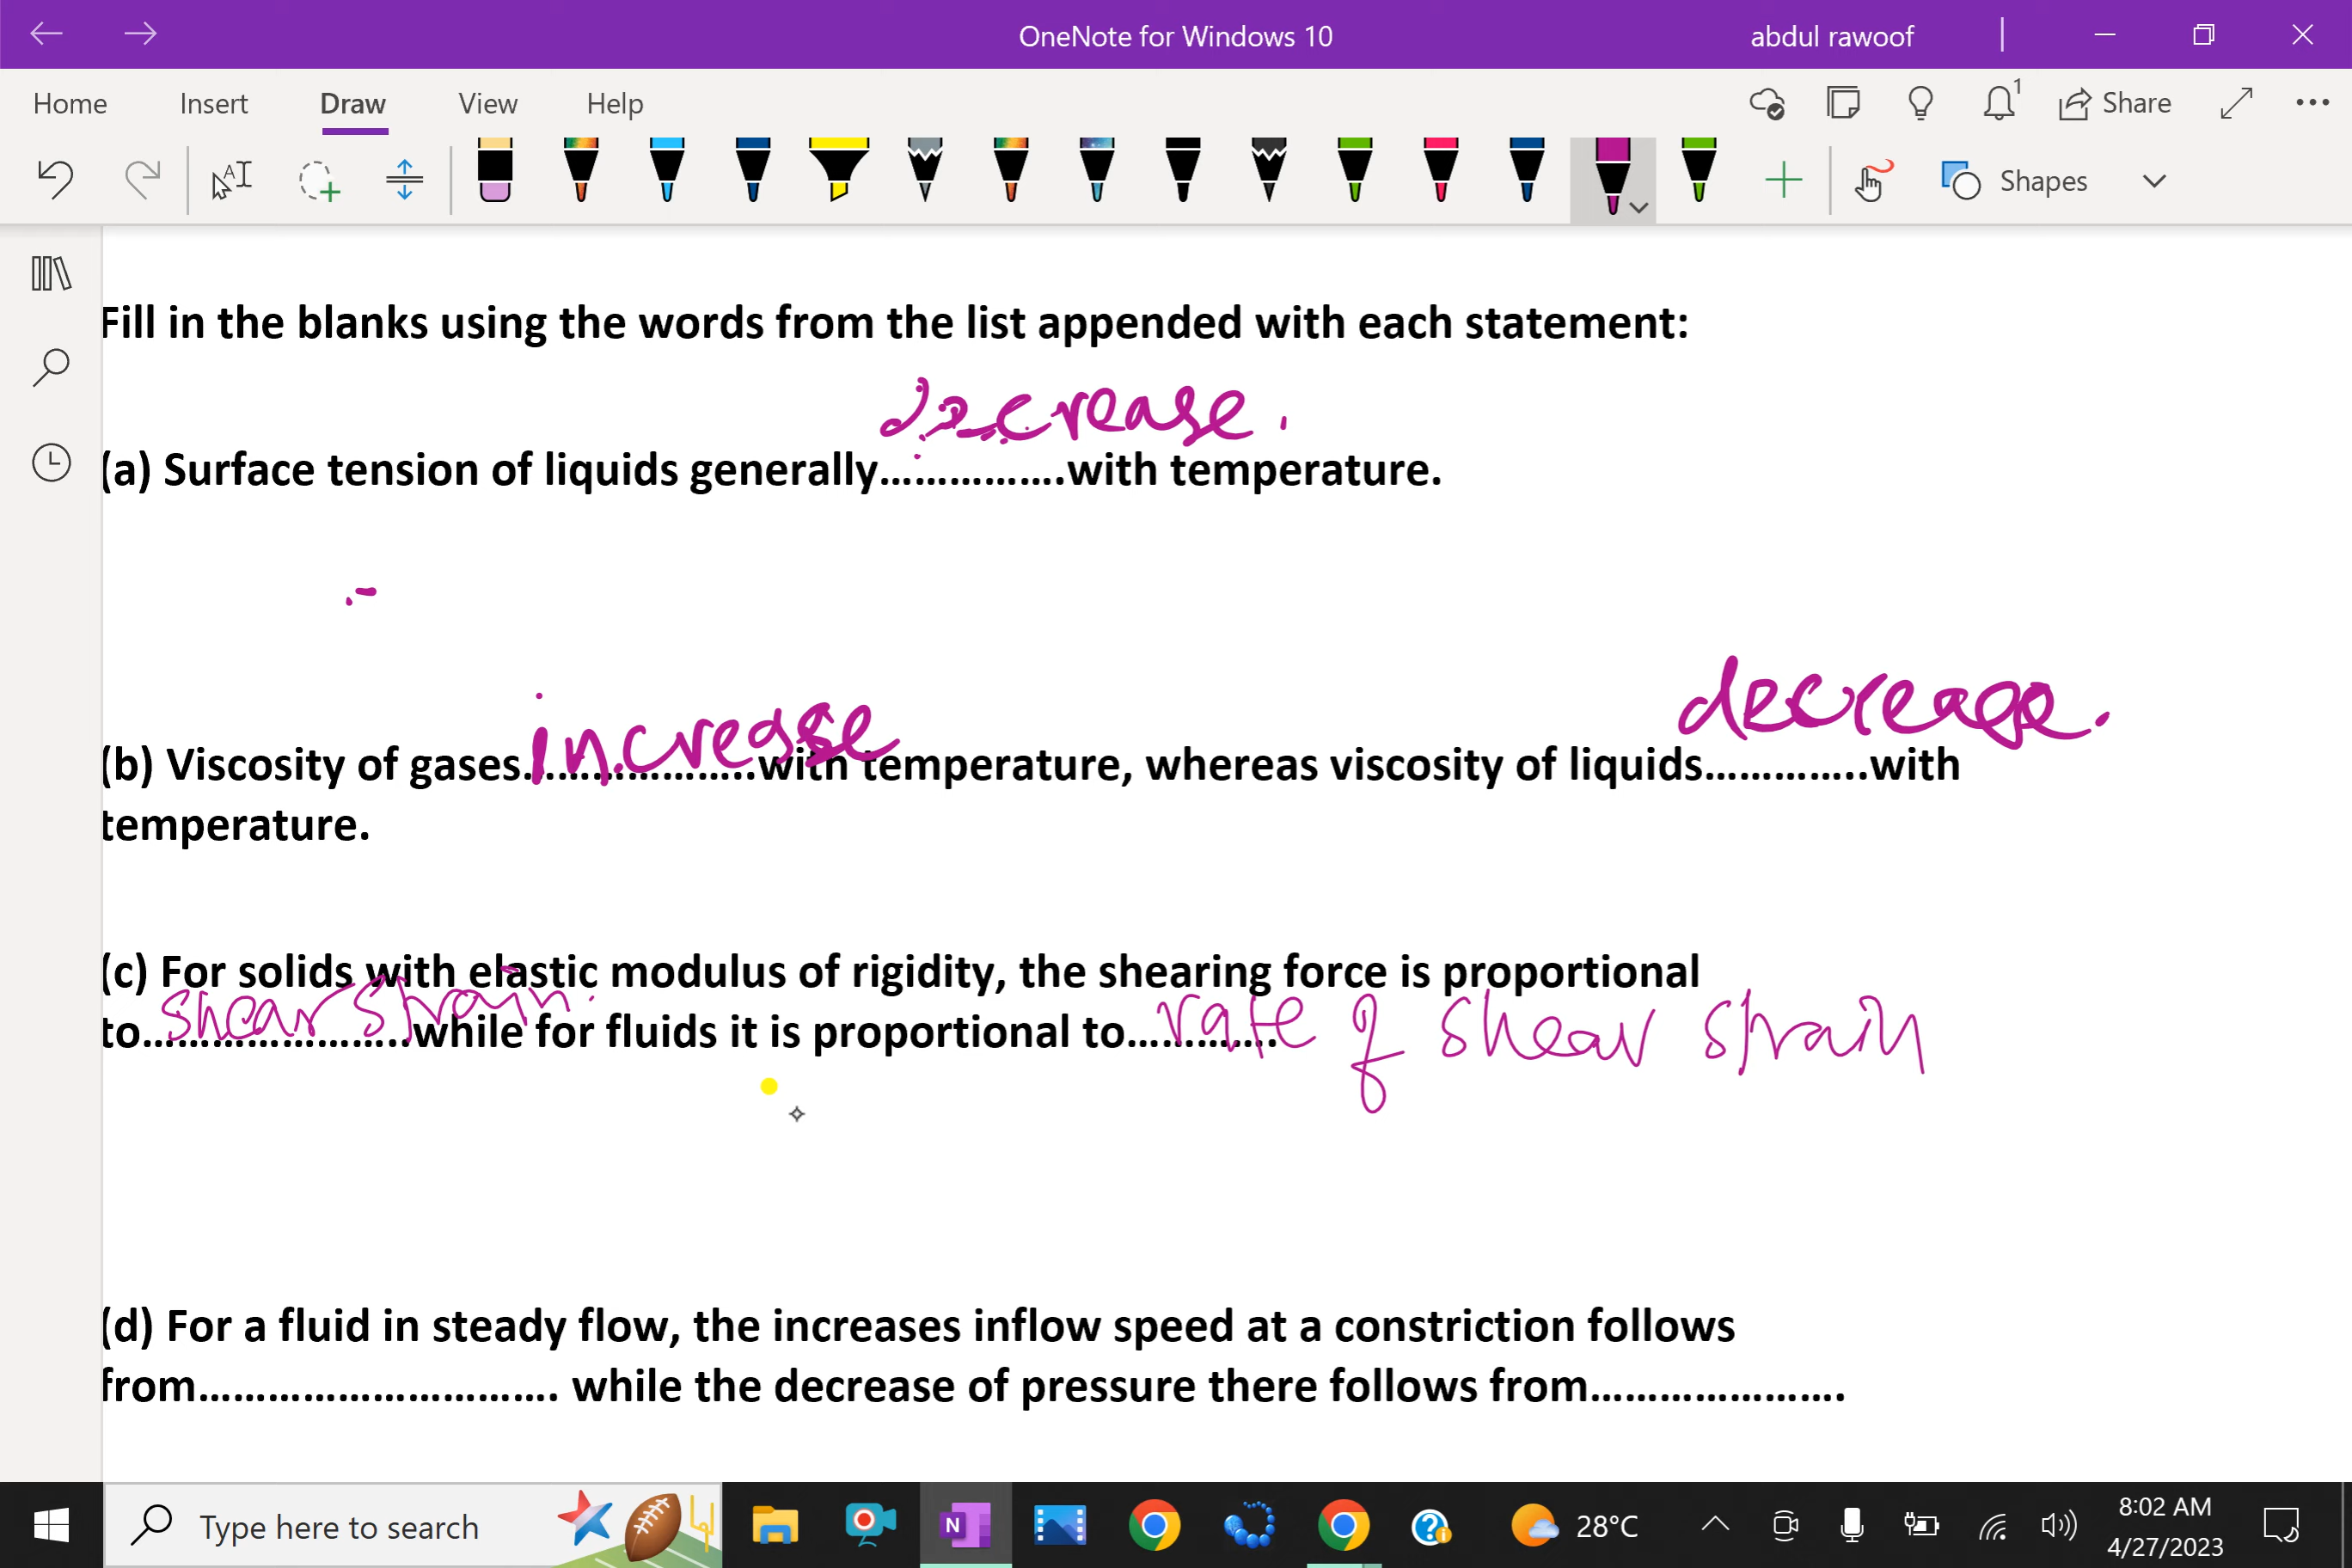 OneNote for Windows 10
abdul rawoof
Home Insert Draw View Help
1 Share
Shapes
Fill in the blanks using the words from the list appended with each statement:
decrease.
(a) Surface tension of liquids generally.................with temperature.
increase decrease.
(b) Viscosity of gases.....................with temperature, whereas viscosity of liquids..............with
temperature.
(c) For solids with elastic modulus of rigidity, the shearing force is proportional
shear strain. rate of shear strain
to........................while for fluids it is proportional to.............
(d) For a fluid in steady flow, the increases inflow speed at a constriction follows
from............................... while the decrease of pressure there follows from......................
Type here to search
N
28°C
8:02 AM
4/27/2023